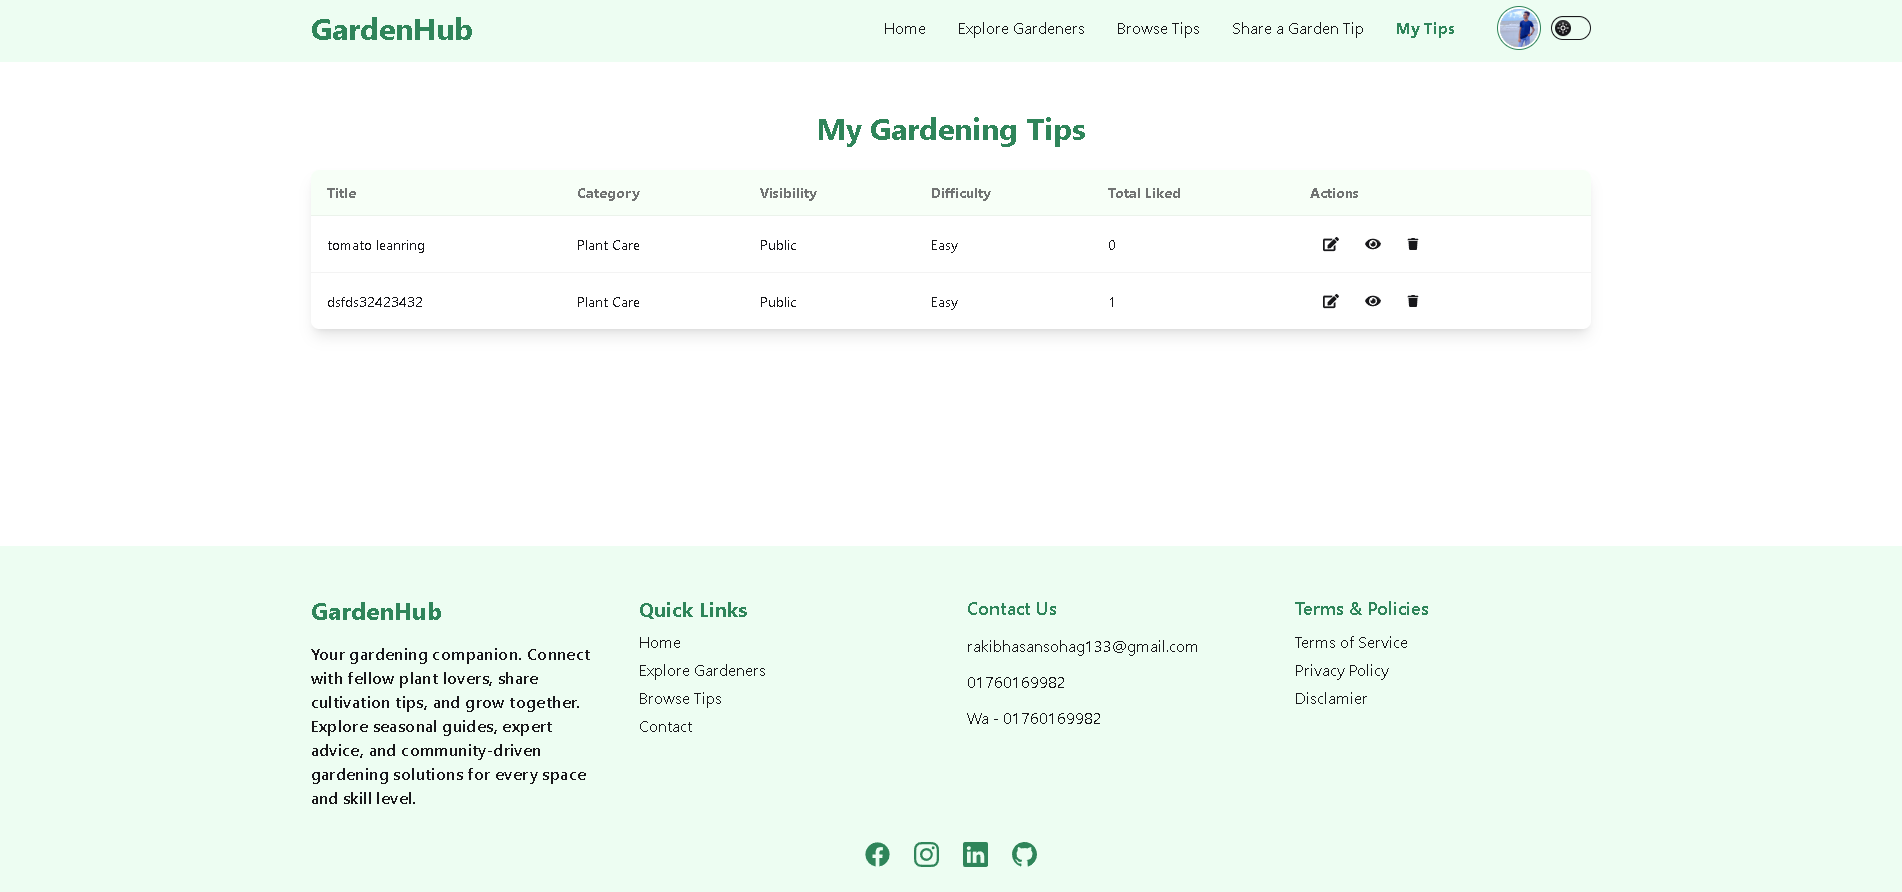 GardenHub
Home Explore Gardeners Browse Tips Share a Garden Tip My Tips
My Gardening Tips
Title Category Visibility Difficulty Total Liked Actions
tomato leanring Plant Care Public Easy 0
dsfds32423432 Plant Care Public Easy 1
GardenHub
Your gardening companion. Connect
with fellow plant lovers, share
cultivation tips, and grow together.
Explore seasonal guides, expert
advice, and community-driven
gardening solutions for every space
and skill level.
Quick Links
Home
Explore Gardeners
Browse Tips
Contact
Contact Us
rakibhasansohag133@gmail.com
01760169982
Wa - 01760169982
Terms & Policies
Terms of Service
Privacy Policy
Disclamier